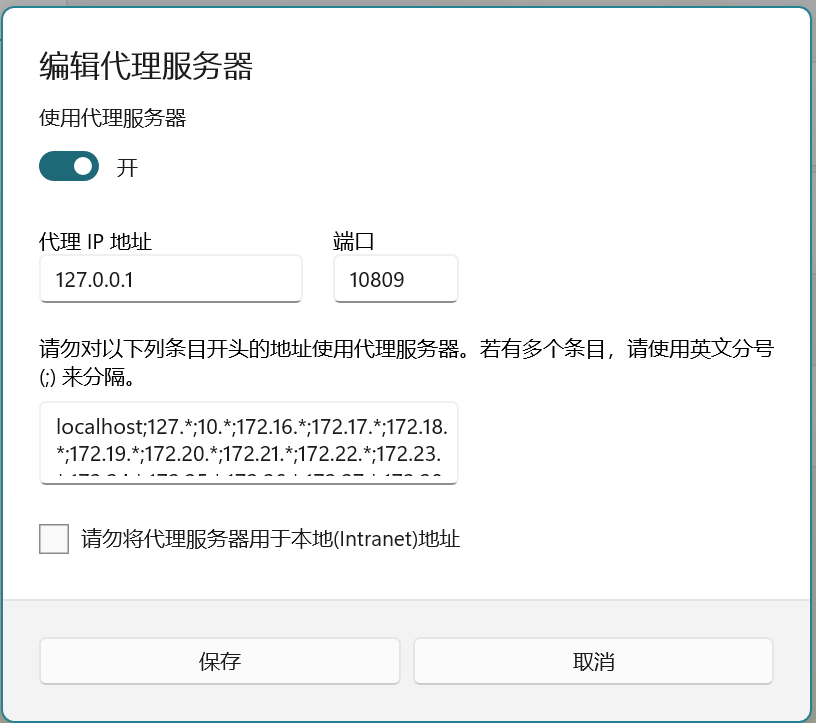 编辑代理服务器
使用代理服务器
开
代理 IP 地址
端口
127.0.0.1
10809
请勿对以下列条目开头的地址使用代理服务器。若有多个条目，请使用英文分号
(;) 来分隔。
localhost;127.*;10.*;172.16.*;172.17.*;172.18.
*;172.19.*;172.20.*;172.21.*;172.22.*;172.23.
请勿将代理服务器用于本地(Intranet)地址
保存
取消